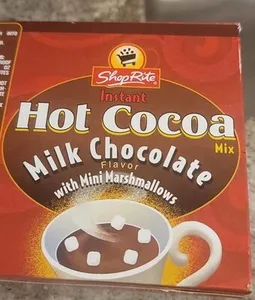 ShopRite
Instant
Hot Cocoa
Mix
Milk Chocolate
Flavor
with Mini Marshmallows